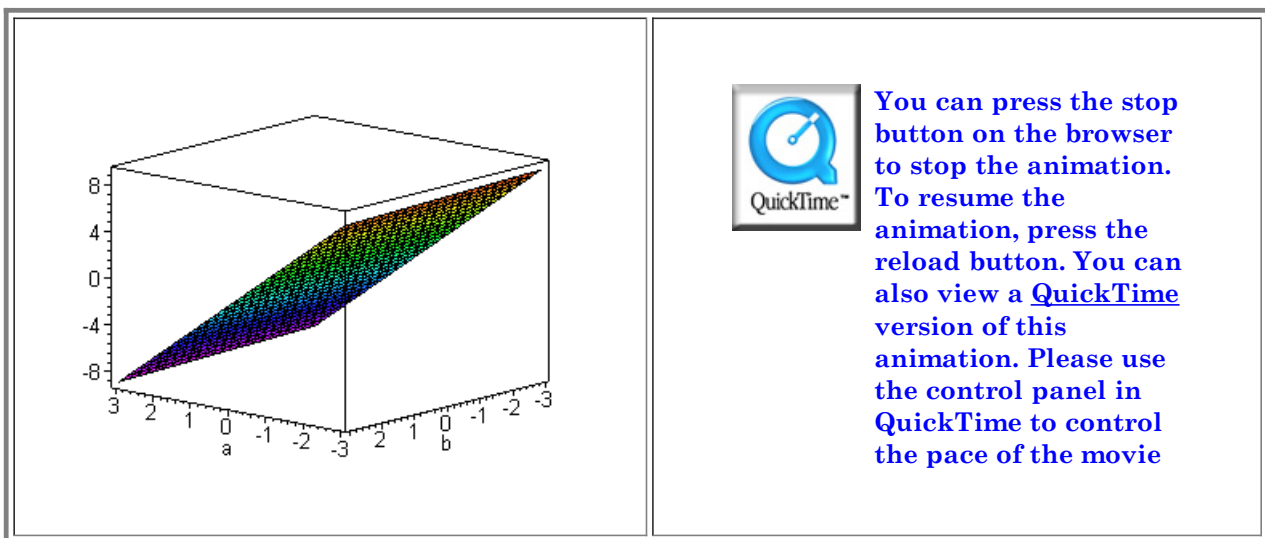 8
4
0
-4
-8
3 2 1 0 -1 -2 -3
a
2 1 0 -1 -2 -3
b
QuickTime™
You can press the stop
button on the browser
to stop the animation.
To resume the
animation, press the
reload button. You can
also view a QuickTime
version of this
animation. Please use
the control panel in
QuickTime to control
the pace of the movie